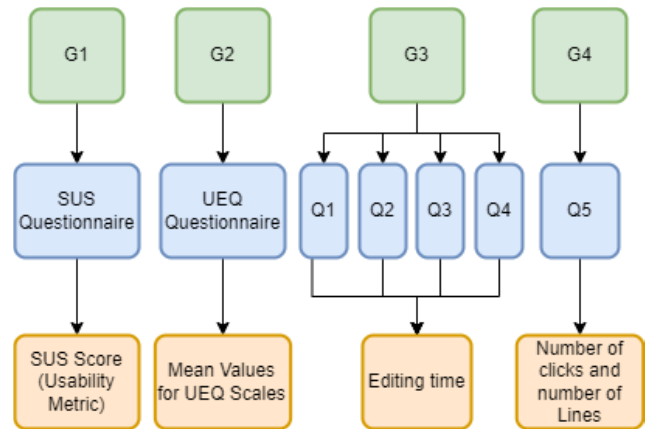 G1
G2
G3
G4
SUS
Questionnaire
UEQ
Questionnaire
Q1
Q2
Q3
Q4
Q5
SUS Score
(Usability
Metric)
Mean Values
for UEQ Scales
Editing time
Number of
clicks and
number of
Lines